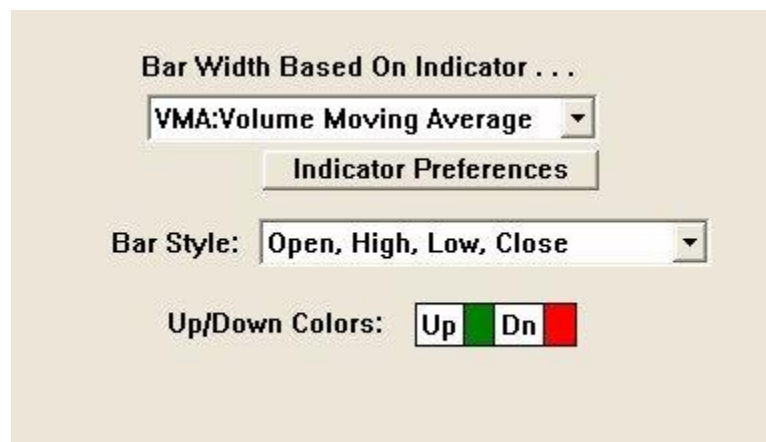 Bar Width Based On Indicator . . .
VMA:Volume Moving Average
Indicator Preferences
Bar Style: Open, High, Low, Close
Up/Down Colors: Up Dn